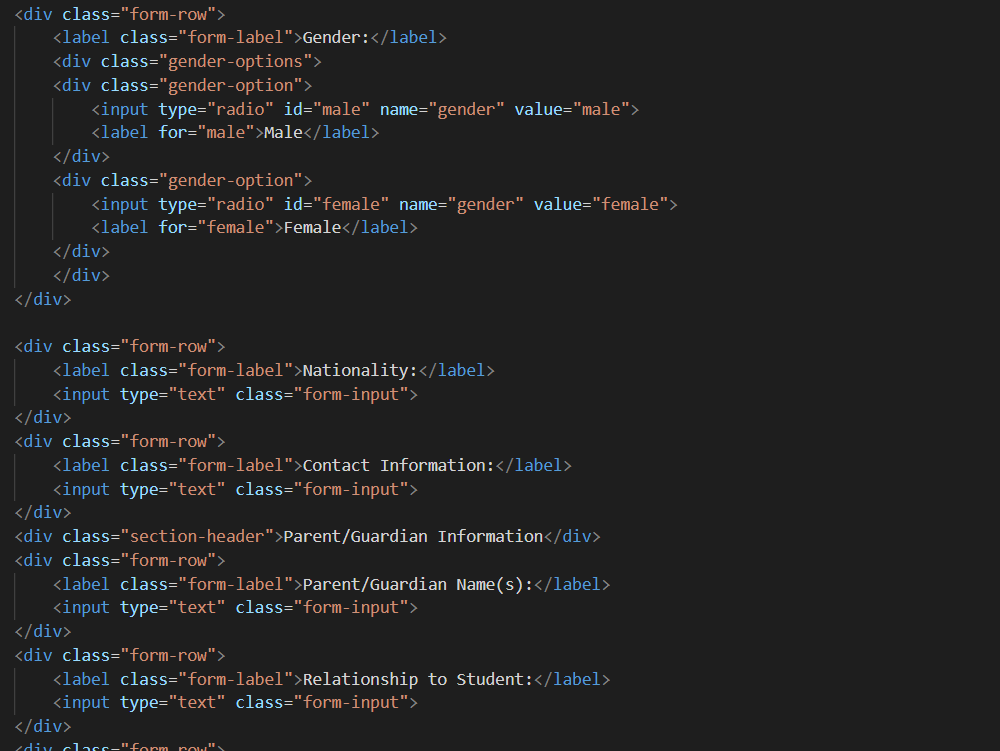 <div class="form-row">
    <label class="form-label">Gender:</label>
    <div class="gender-options">
    <div class="gender-option">
        <input type="radio" id="male" name="gender" value="male">
        <label for="male">Male</label>
    </div>
    <div class="gender-option">
        <input type="radio" id="female" name="gender" value="female">
        <label for="female">Female</label>
    </div>
    </div>
</div>

<div class="form-row">
    <label class="form-label">Nationality:</label>
    <input type="text" class="form-input">
</div>
<div class="form-row">
    <label class="form-label">Contact Information:</label>
    <input type="text" class="form-input">
</div>
<div class="section-header">Parent/Guardian Information</div>
<div class="form-row">
    <label class="form-label">Parent/Guardian Name(s):</label>
    <input type="text" class="form-input">
</div>
<div class="form-row">
    <label class="form-label">Relationship to Student:</label>
    <input type="text" class="form-input">
</div>
<div class="form-row">